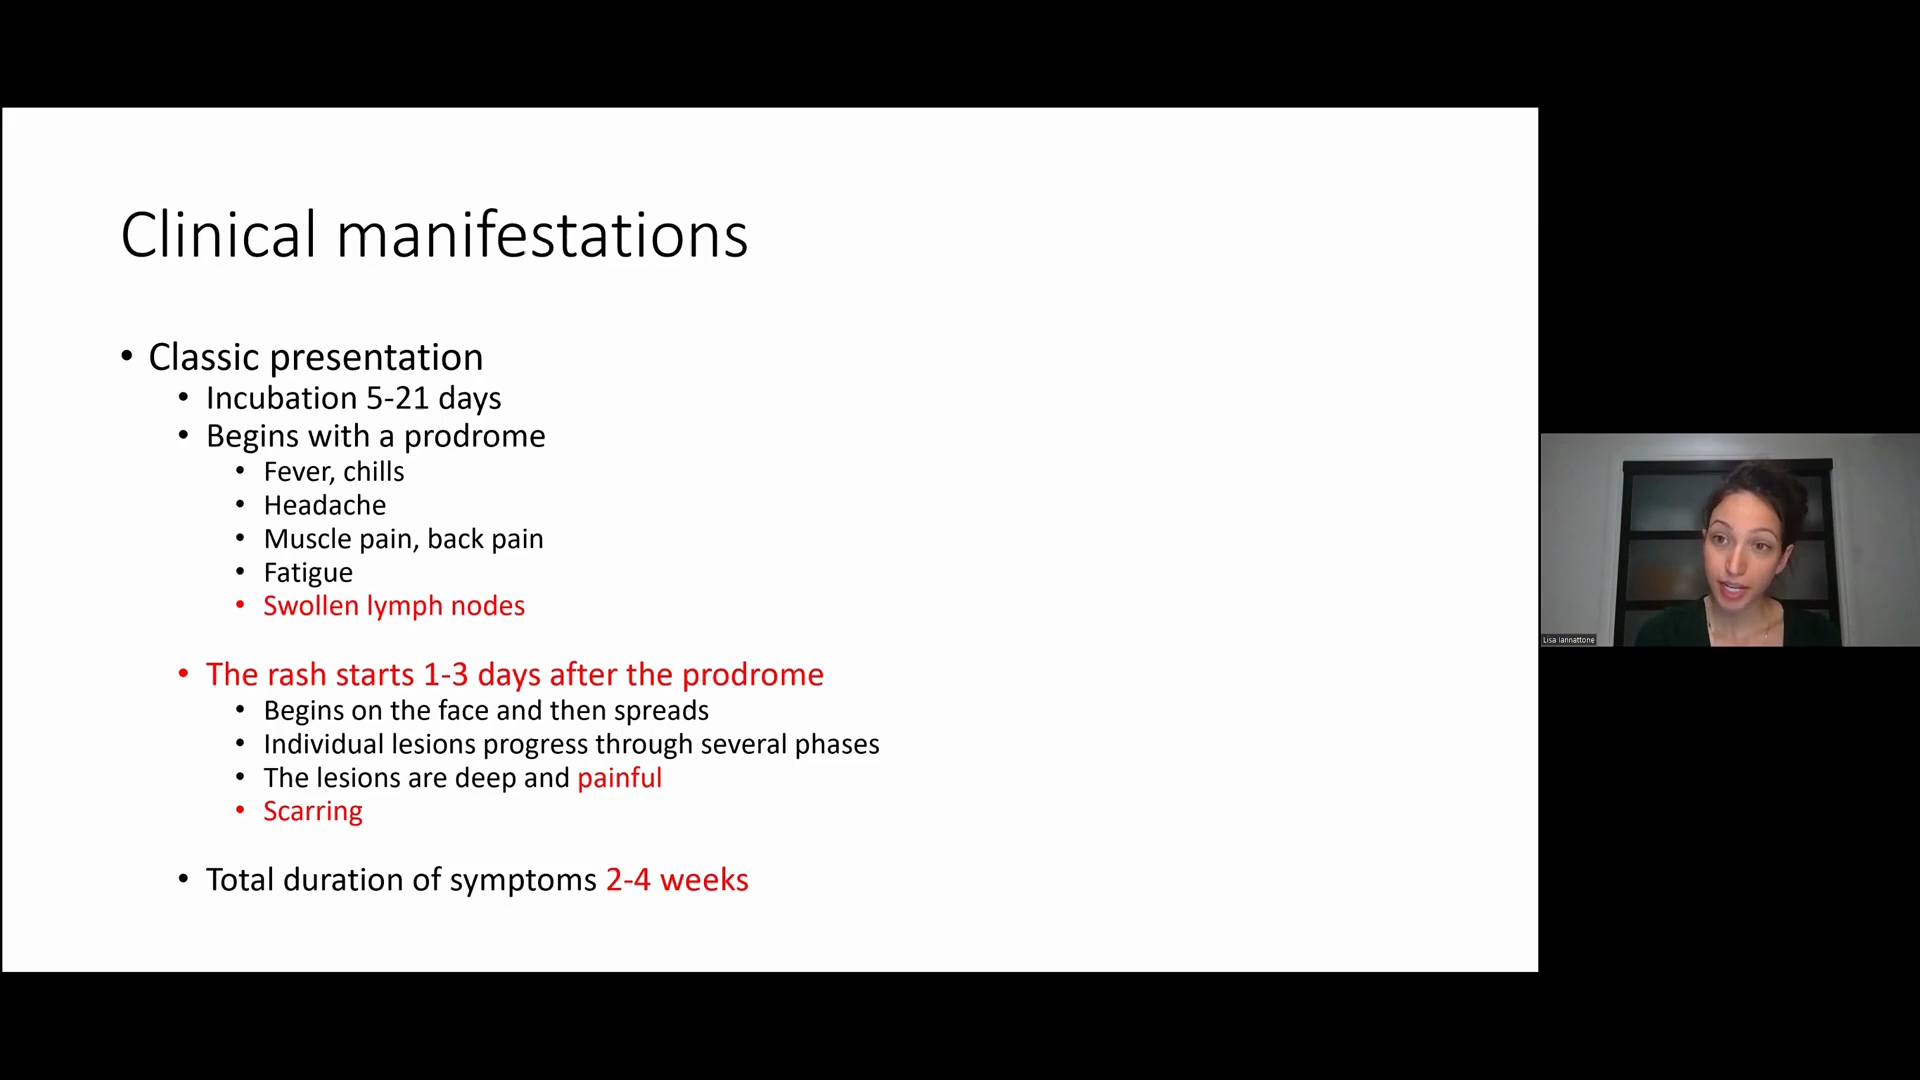 Clinical manifestations
• Classic presentation
• Incubation 5-21 days
• Begins with a prodrome
• Fever, chills
• Headache
• Muscle pain, back pain
• Fatigue
• Swollen lymph nodes
• The rash starts 1-3 days after the prodrome
• Begins on the face and then spreads
• Individual lesions progress through several phases
• The lesions are deep and painful
• Scarring
• Total duration of symptoms 2-4 weeks
Lisa Iannattone